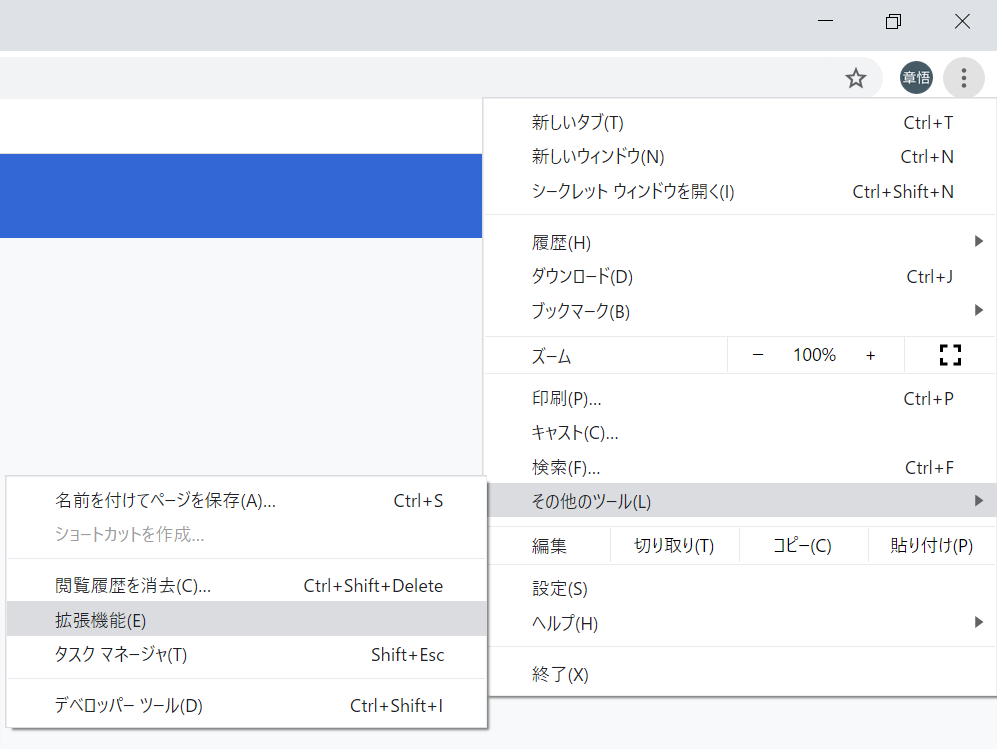 章悟
新しいタブ(T) Ctrl+T
新しいウィンドウ(N) Ctrl+N
シークレット ウィンドウを開く(I) Ctrl+Shift+N
履歴(H)
ダウンロード(D) Ctrl+J
ブックマーク(B)
ズーム − 100% +
印刷(P)... Ctrl+P
キャスト(C)...
検索(F)... Ctrl+F
その他のツール(L)
編集 切り取り(T) コピー(C) 貼り付け(P)
設定(S)
ヘルプ(H)
終了(X)
名前を付けてページを保存(A)... Ctrl+S
ショートカットを作成...
閲覧履歴を消去(C)... Ctrl+Shift+Delete
拡張機能(E)
タスク マネージャ(T) Shift+Esc
デベロッパー ツール(D) Ctrl+Shift+I